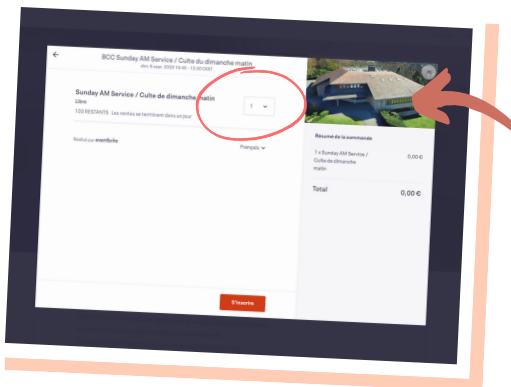 BCC Sunday AM Service / Culte du dimanche matin
Sunday AM Service / Culte de dimanche matin
Libre
100 RESTANTS Les ventes se terminent dans un jour
1
Réalisé par eventbrite
Français
S'inscrire
Résumé de la commande
1 x Sunday AM Service /
Culte de dimanche
matin
0,00 €
Total
0,00 €